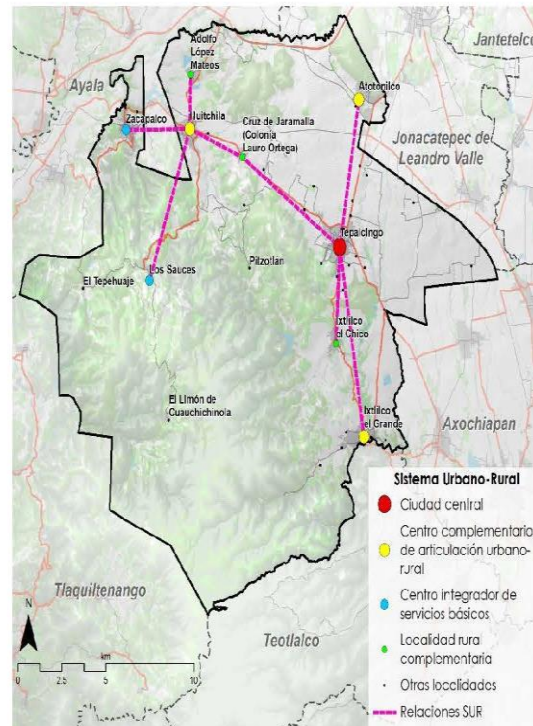 Adolfo
López
Mateos
Jantetelco
Ayala
Atotonilco
Zacapalco
Huitchila
Cruz de Jaramalla
(Colonia
Lauro Ortega)
Jonacatepec de
Leandro Valle
Tepalcingo
Pitzotlan
El Tepehuaje
Los Sauces
Ixtlilco
el Chico
El Limón de
Cuauchichinola
Ixtlilco
el Grande
Axochiapan
Tlaquiltenango
Teotlalco
N
km
0 2.5 5 10
Sistema Urbano-Rural
Ciudad central
Centro complementario
de articulación urbano-
rural
Centro integrador de
servicios básicos
Localidad rura
complementaria
Otras localidades
Relaciones SUR